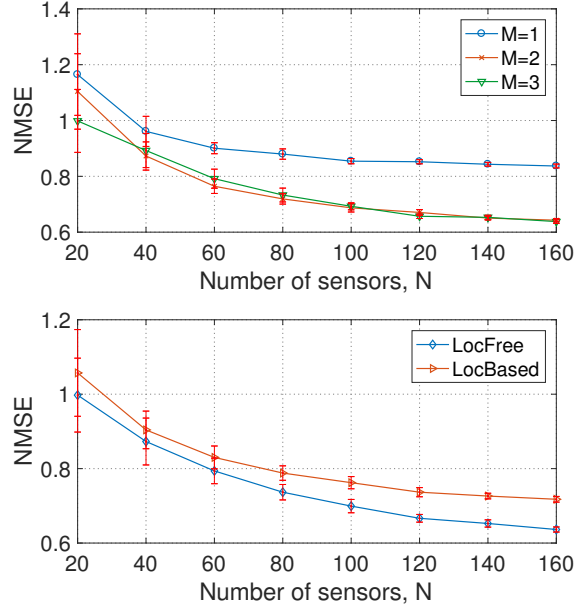 1.4
1.2
1
0.8
0.6
NMSE
M=1
M=2
M=3
20 40 60 80 100 120 140 160
Number of sensors, N
1.2
1
0.8
0.6
NMSE
LocFree
LocBased
20 40 60 80 100 120 140 160
Number of sensors, N